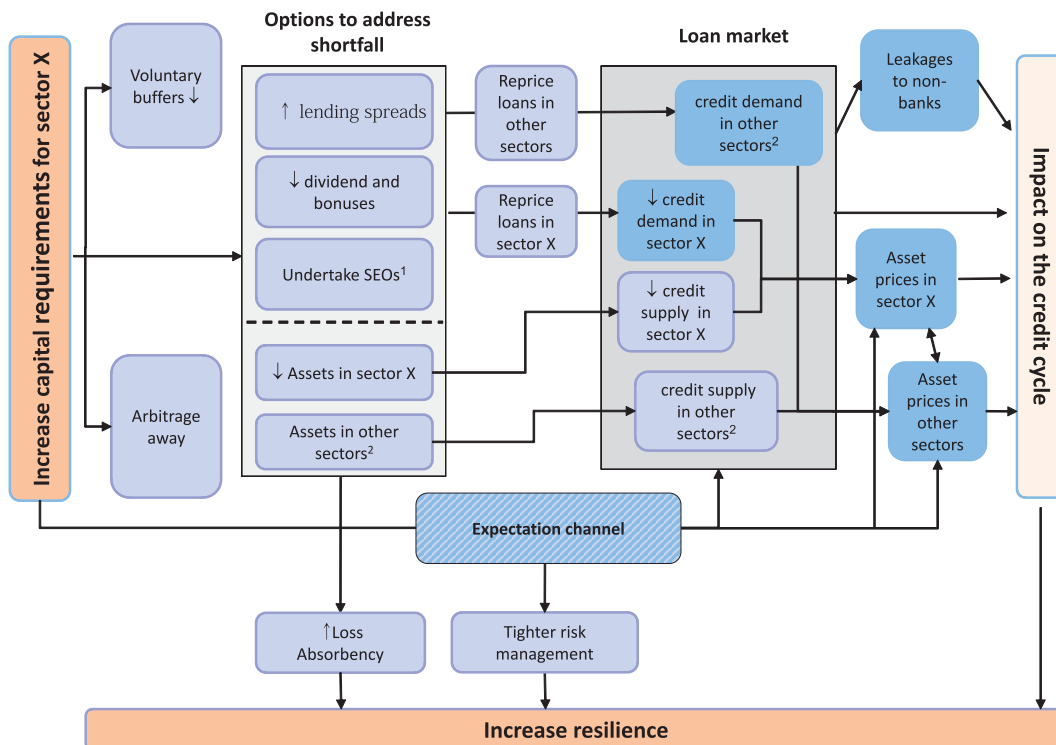 Increase capital requirements for sector X
Voluntary
buffers ↓
Arbitrage
away
Options to address
shortfall
↑ lending spreads
↓ dividend and
bonuses
Undertake SEOs1
↓ Assets in sector X
Assets in other
sectors2
Reprice
loans in
other
sectors
Reprice
loans in
sector X
Loan market
credit demand
in other
sectors2
↓ credit
demand in
sector X
↓ credit
supply in
sector X
credit supply
in other
sectors2
Leakages
to non-
banks
Asset
prices in
sector X
Asset
prices in
other
sectors
Impact on the credit cycle
Expectation channel
↑Loss
Absorbency
Tighter risk
management
Increase resilience